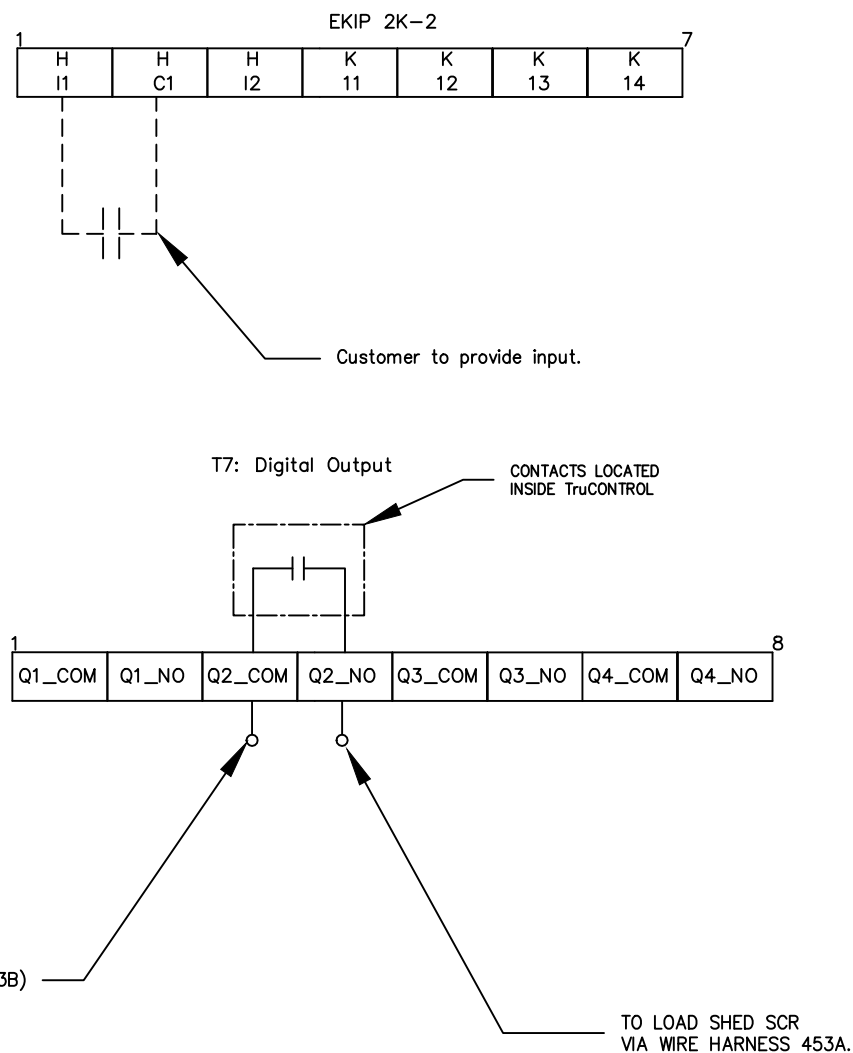 EKIP 2K-2
1 7
H H H K K K K
I1 C1 I2 11 12 13 14
Customer to provide input.
T7: Digital Output
CONTACTS LOCATED
INSIDE TruCONTROL
1 8
Q1_COM Q1_NO Q2_COM Q2_NO Q3_COM Q3_NO Q4_COM Q4_NO
3B)
TO LOAD SHED SCR
VIA WIRE HARNESS 453A.